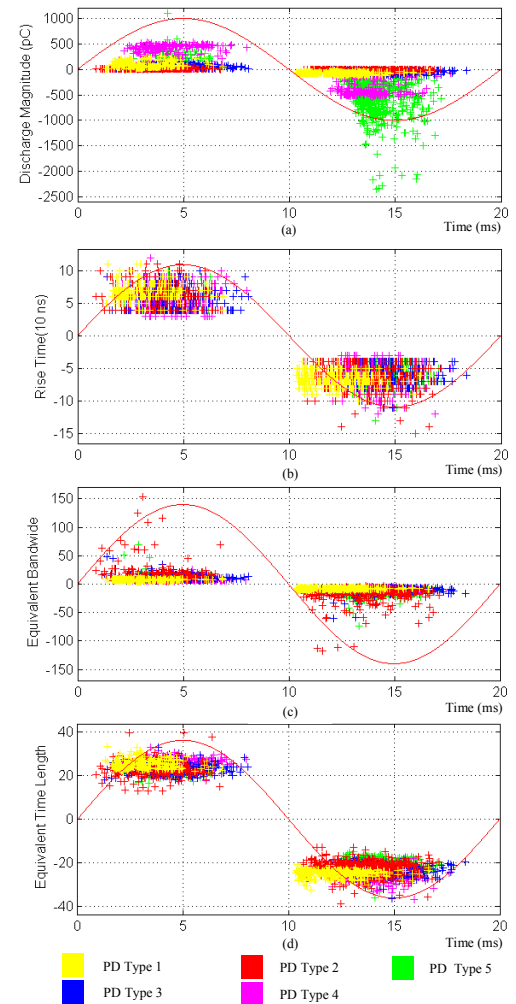 1000
500
0
-500
-1000
-1500
-2000
-2500
Discharge Magnitude (pC)
0 5 10 15 20
Time (ms)
(a)
10
5
0
-5
-10
-15
Rise Time(10 ns)
0 5 10 15 20
Time (ms)
(b)
150
100
50
0
-50
-100
-150
Equivalent Bandwide
0 5 10 15 20
Time (ms)
(c)
40
20
0
-20
-40
Equivalent Time Length
0 5 10 15 20
Time (ms)
(d)
PD Type 1 PD Type 2 PD Type 5
PD Type 3 PD Type 4